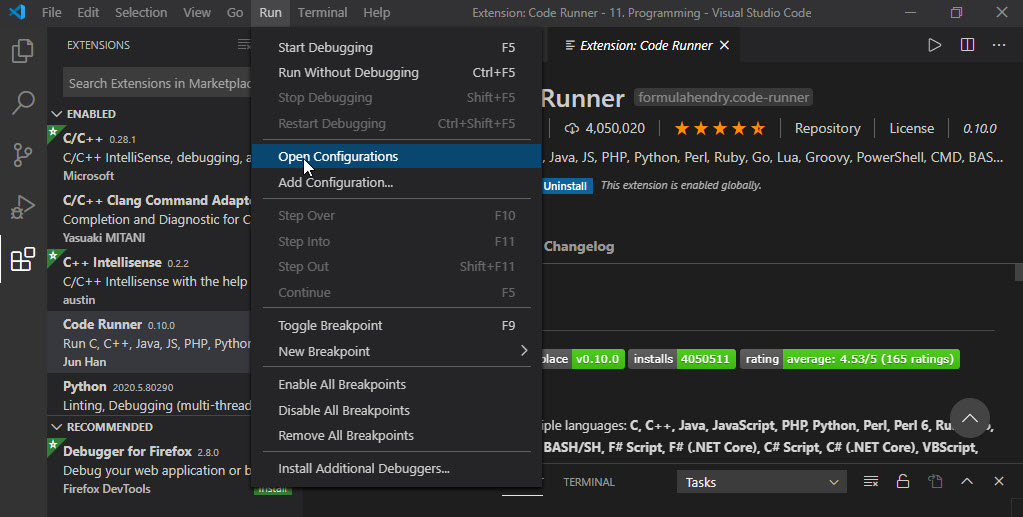 File Edit Selection View Go Run Terminal Help Extension: Code Runner - 11. Programming - Visual Studio Code
EXTENSIONS
Search Extensions in Marketplac
ENABLED
C/C++ 0.28.1
C/C++ IntelliSense, debugging, a
Microsoft
C/C++ Clang Command Adapt
Completion and Diagnostic for C
Yasuaki MITANI
C++ Intellisense 0.2.2
C/C++ Intellisense with the help
austin
Code Runner 0.10.0
Run C, C++, Java, JS, PHP, Python
Jun Han
Python 2020.5.80290
Linting, Debugging (multi-thread
RECOMMENDED
Debugger for Firefox 2.8.0
Debug your web application or b
Firefox DevTools
Install
Start Debugging F5
Run Without Debugging Ctrl+F5
Stop Debugging Shift+F5
Restart Debugging Ctrl+Shift+F5
Open Configurations
Add Configuration...
Step Over F10
Step Into F11
Step Out Shift+F11
Continue F5
Toggle Breakpoint F9
New Breakpoint
Enable All Breakpoints
Disable All Breakpoints
Remove All Breakpoints
Install Additional Debuggers...
Extension: Code Runner
Runner formulahendry.code-runner
4,050,020 Repository License 0.10.0
, Java, JS, PHP, Python, Perl, Ruby, Go, Lua, Groovy, PowerShell, CMD, BAS...
Uninstall This extension is enabled globally.
Changelog
place v0.10.0 installs 4050511 rating average: 4.53/5 (165 ratings)
iple languages: C, C++, Java, JavaScript, PHP, Python, Perl, Perl 6,
BASH/SH, F# Script, F# (.NET Core), C# Script, C# (.NET Core), VBScript,
TERMINAL Tasks